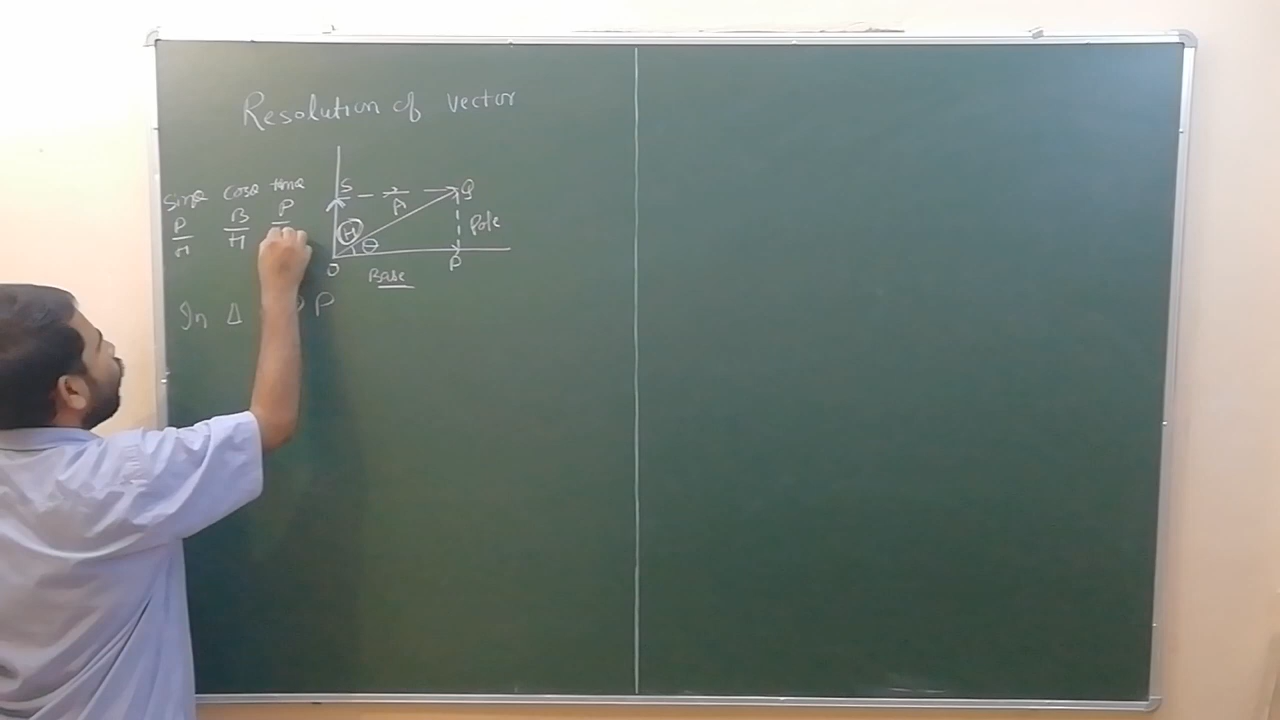 Resolution of vector
sinθ cosθ tanθ
P B P
H H
S Q
A
H θ Pole
O P
Base
In Δ P